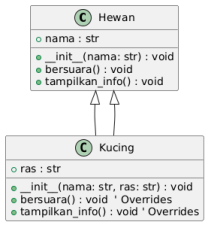 C Hewan
nama : str
__init__(nama: str) : void
bersuara() : void
tampilkan_info() : void
C Kucing
ras : str
__init__(nama: str, ras: str) : void
bersuara() : void ' Overrides
tampilkan_info() : void ' Overrides